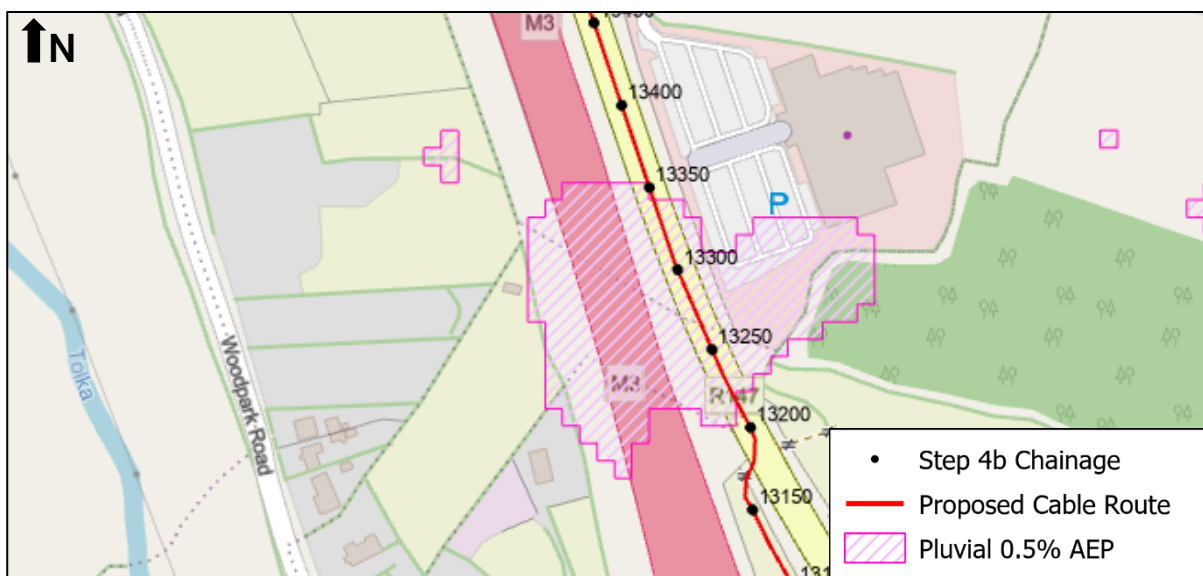 N
M3
13400
13350
P
13300
13250
Woodpark Road
Tolka
M3
R147
13200
13150
Step 4b Chainage
Proposed Cable Route
Pluvial 0.5% AEP